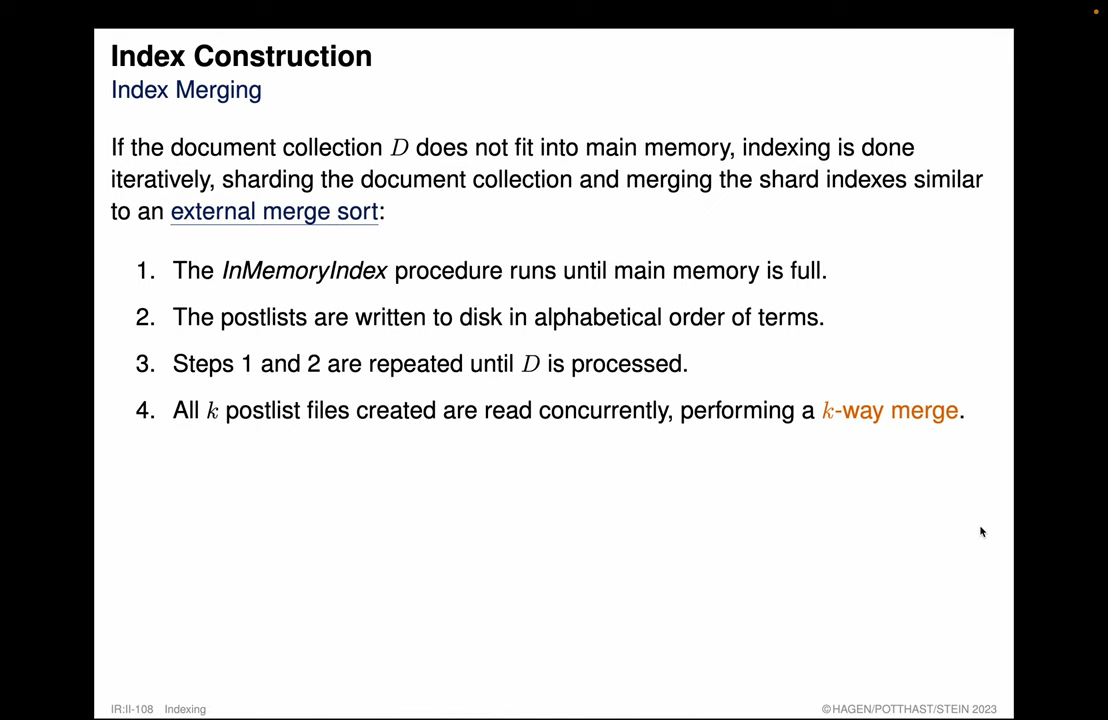 Index Construction
Index Merging
If the document collection D does not fit into main memory, indexing is done
iteratively, sharding the document collection and merging the shard indexes similar
to an external merge sort:
1. The InMemoryIndex procedure runs until main memory is full.
2. The postlists are written to disk in alphabetical order of terms.
3. Steps 1 and 2 are repeated until D is processed.
4. All k postlist files created are read concurrently, performing a k-way merge.
IR:II-108 Indexing ©HAGEN/POTTHAST/STEIN 2023